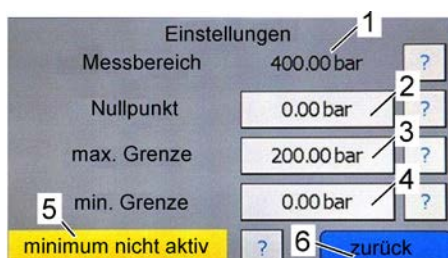 Einstellungen
1
Messbereich 400.00 bar ?
2
Nullpunkt 0.00 bar ?
3
max. Grenze 200.00 bar ?
4
min. Grenze 0.00 bar ?
5
minimum nicht aktiv ? 6 zurück